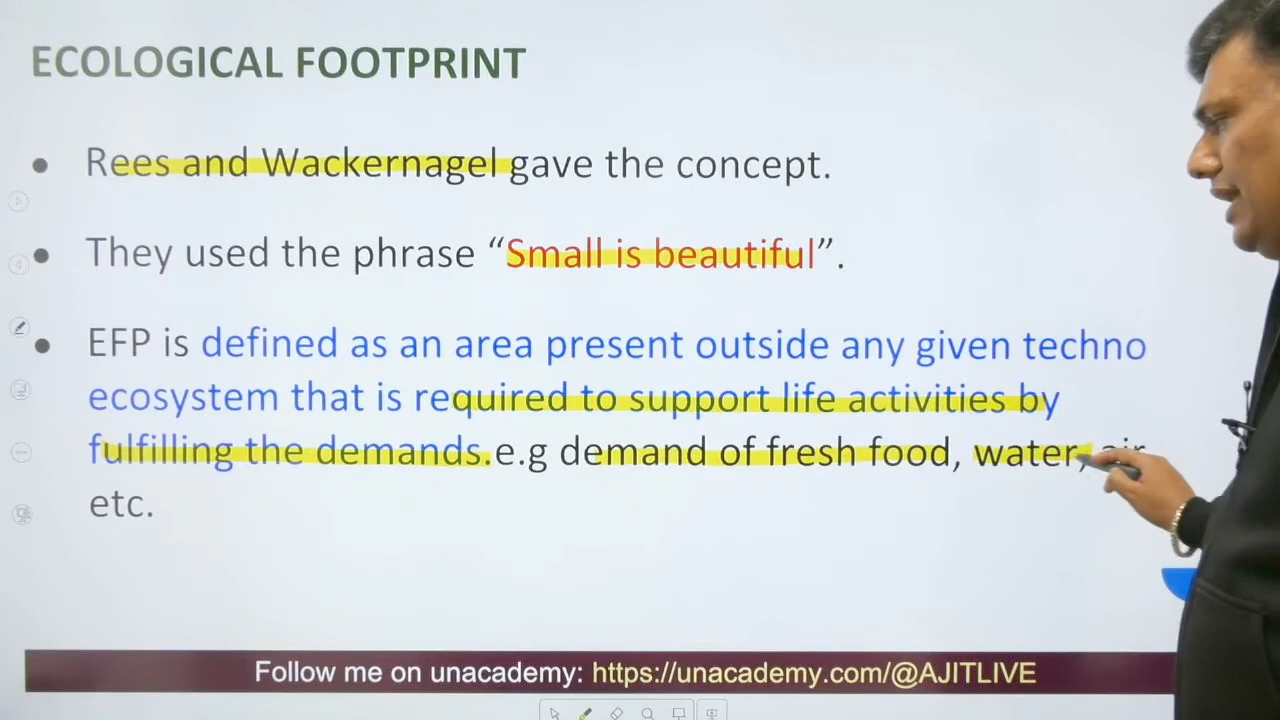 ECOLOGICAL FOOTPRINT
• Rees and Wackernagel gave the concept.
• They used the phrase “Small is beautiful”.
• EFP is defined as an area present outside any given techno
ecosystem that is required to support life activities by
fulfilling the demands.e.g demand of fresh food, water, air
etc.
Follow me on unacademy: https://unacademy.com/@AJITLIVE